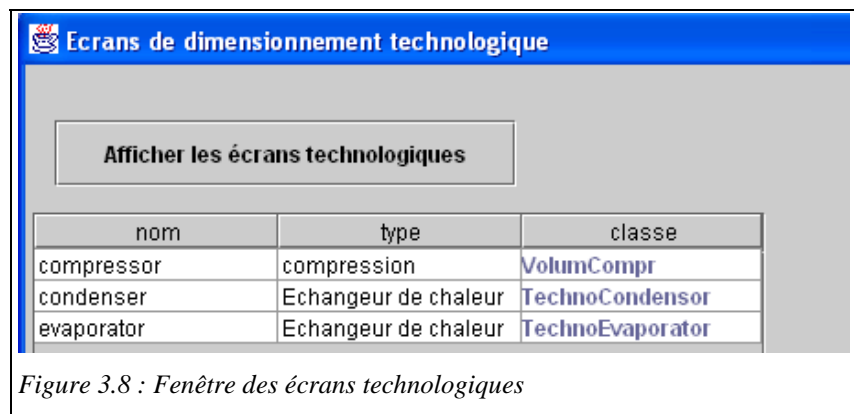 Ecrans de dimensionnement technologique
Afficher les écrans technologiques
nom type classe
compressor compression VolumCompr
condenser Echangeur de chaleur TechnoCondensor
evaporator Echangeur de chaleur TechnoEvaporator
Figure 3.8 : Fenêtre des écrans technologiques